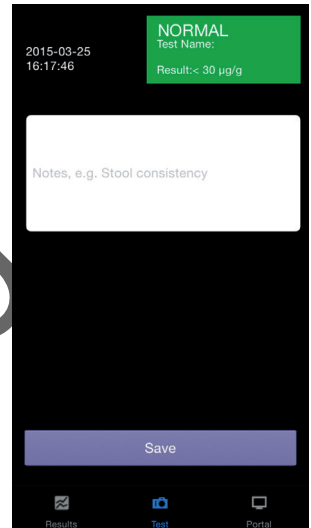 2015-03-25
16:17:46
NORMAL
Test Name:
Result:< 30 µg/g
Notes, e.g. Stool consistency
Save
Results
Test
Portal